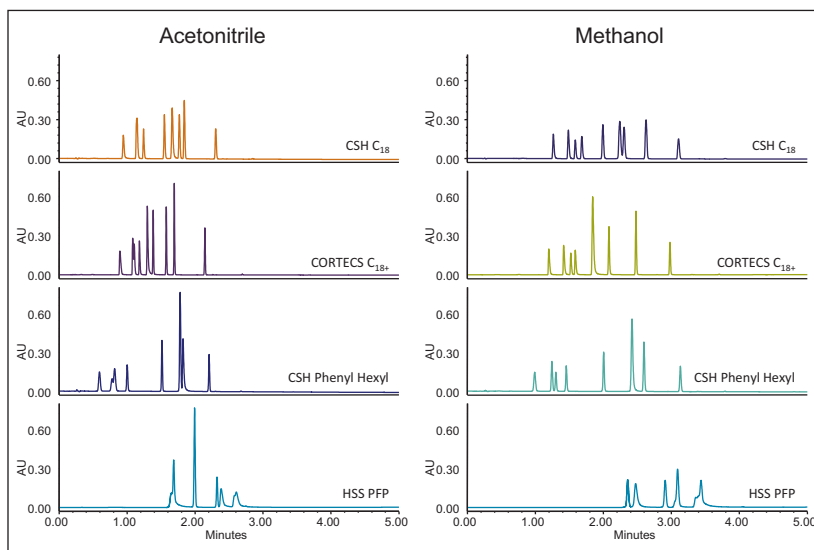 Acetonitrile
AU
0.60
0.30
0.00
CSH C18
AU
0.60
0.30
0.00
CORTECS C18+
AU
0.60
0.30
0.00
CSH Phenyl Hexyl
AU
0.60
0.30
0.00
HSS PFP
0.00 1.00 2.00 3.00 4.00 5.00
Minutes
Methanol
AU
0.60
0.30
0.00
CSH C18
AU
0.60
0.30
0.00
CORTECS C18+
AU
0.60
0.30
0.00
CSH Phenyl Hexyl
AU
0.60
0.30
0.00
HSS PFP
0.00 1.00 2.00 3.00 4.00 5.00
Minutes